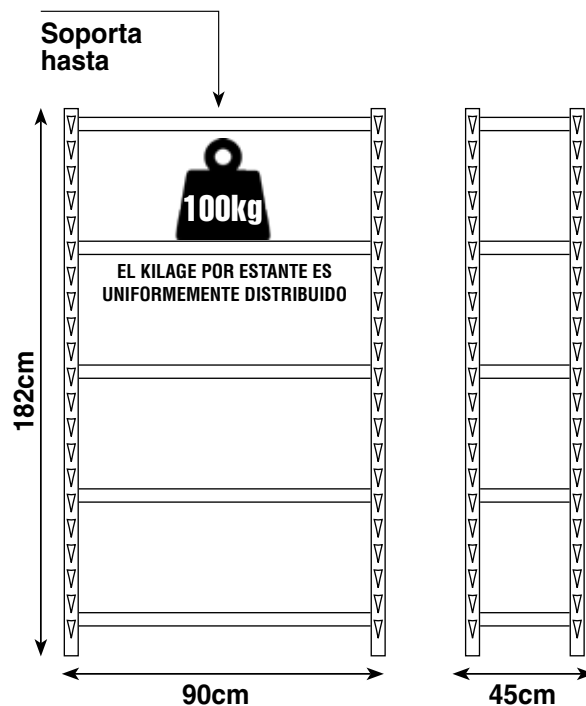 Soporta
hasta
100kg
EL KILAGE POR ESTANTE ES
UNIFORMEMENTE DISTRIBUIDO
182cm
90cm
45cm